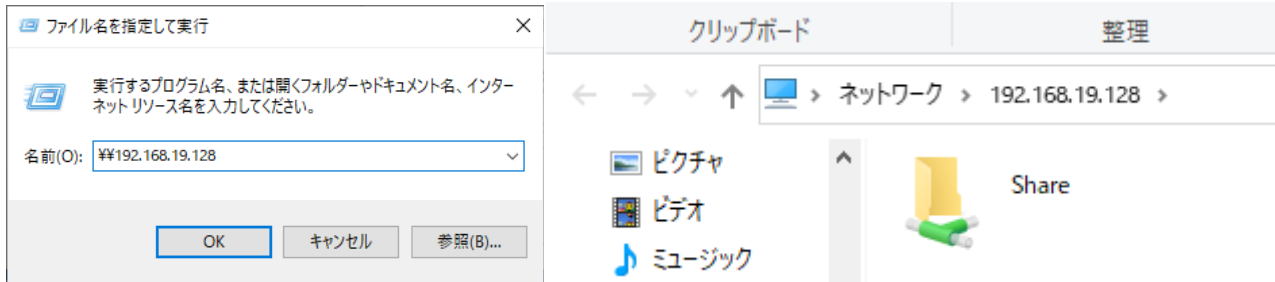 ファイル名を指定して実行
実行するプログラム名、または開くフォルダーやドキュメント名、インター
ネット リソース名を入力してください。
名前(O): ¥¥192.168.19.128
OK キャンセル 参照(B)...
クリップボード 整理
ネットワーク › 192.168.19.128 ›
ピクチャ
ビデオ
ミュージック
Share